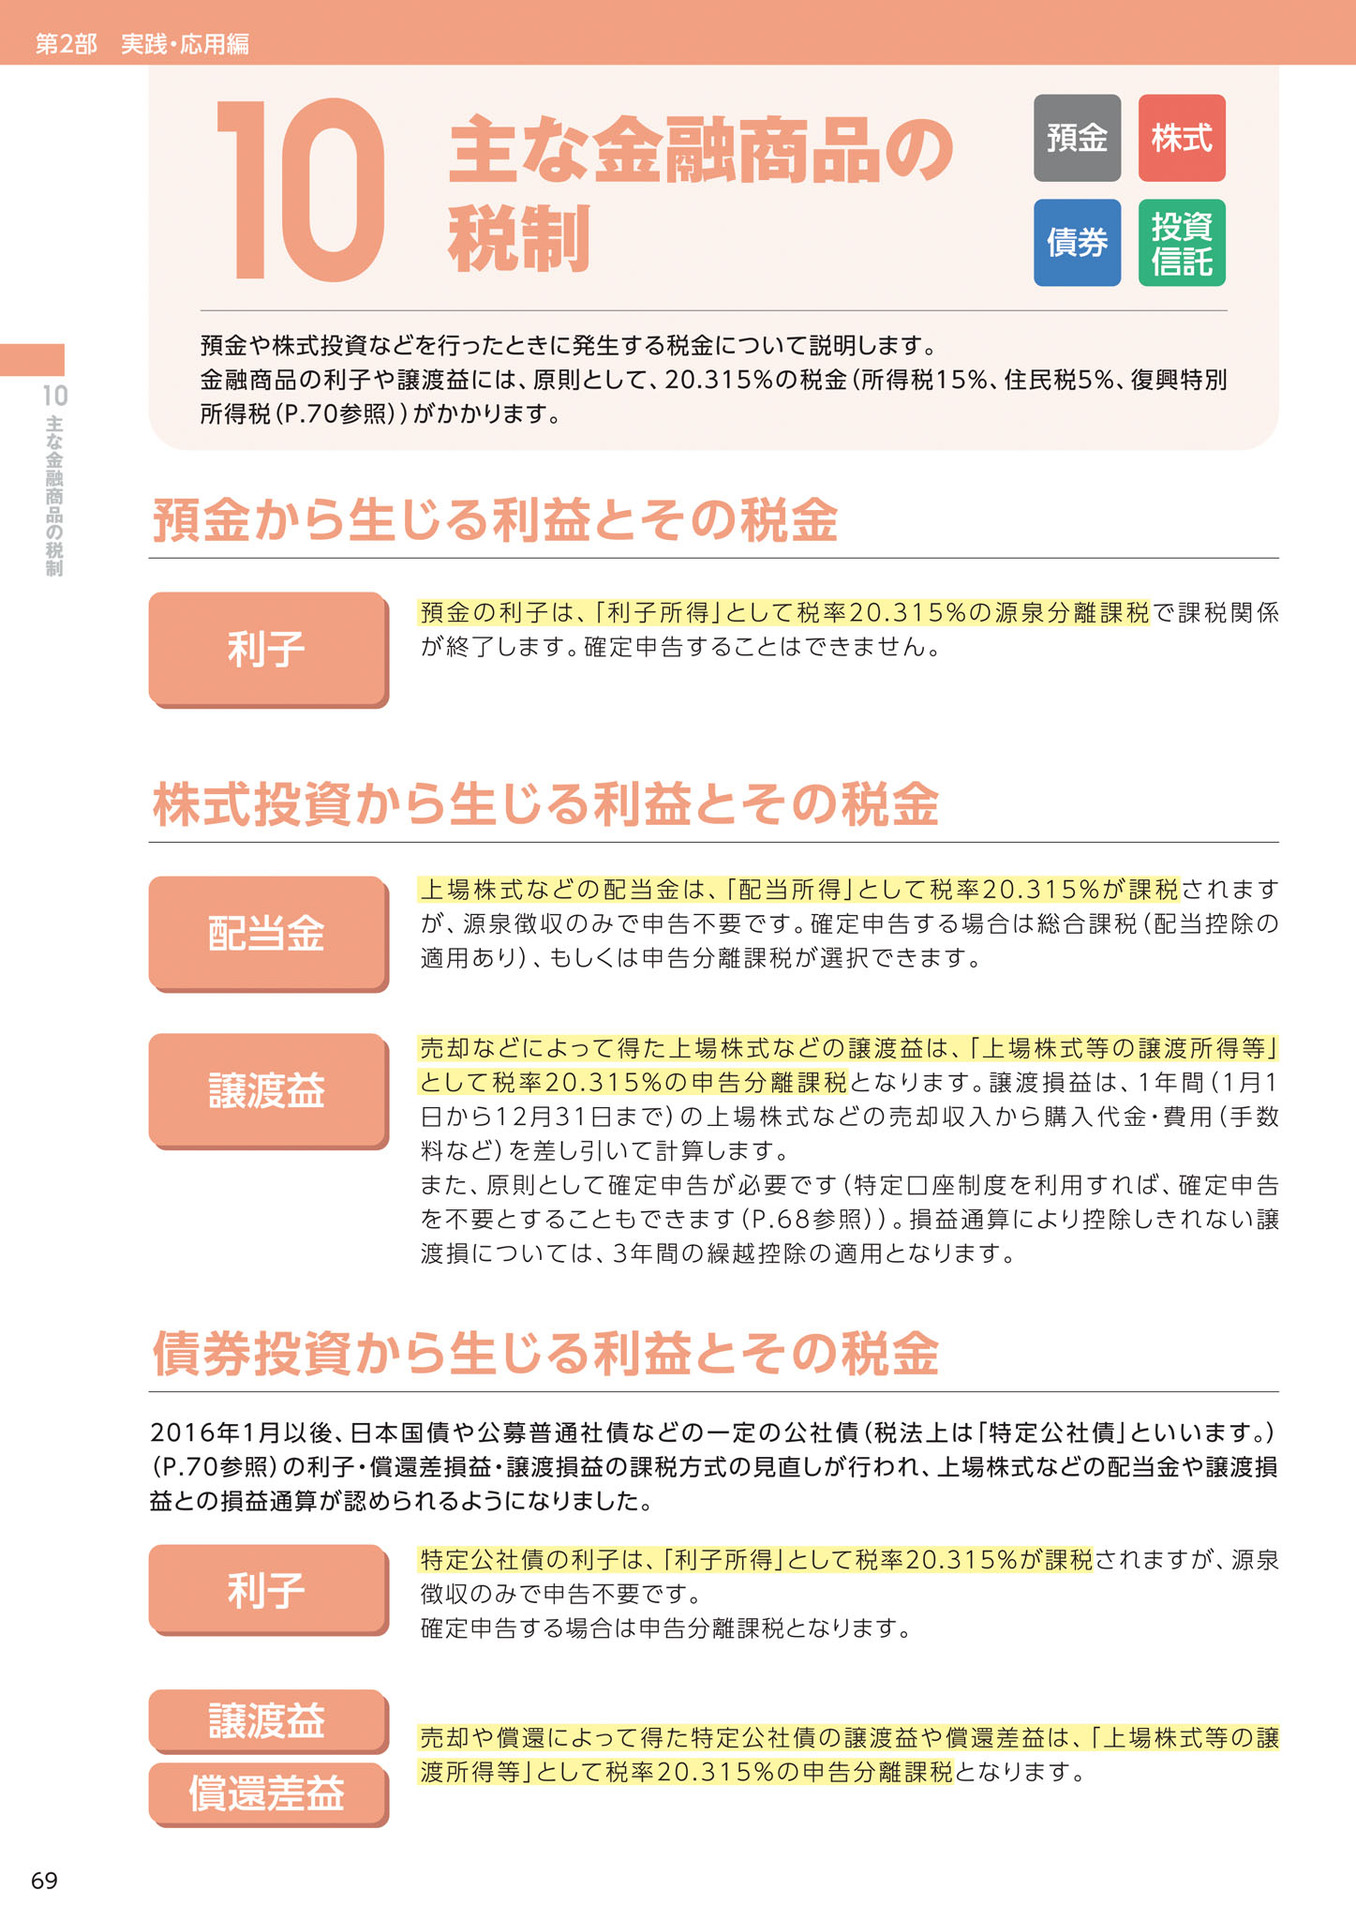 第2部　実践・応用編
10
主な金融商品の
税制
預金
株式
債券
投資
信託
預金や株式投資などを行ったときに発生する税金について説明します。
金融商品の利子や譲渡益には、原則として、20.315%の税金（所得税15%、住民税5%、復興特別
所得税（P.70参照））がかかります。
10 主な金融商品の税制
預金から生じる利益とその税金
利子
預金の利子は、「利子所得」として税率20.315%の源泉分離課税で課税関係
が終了します。確定申告することはできません。
株式投資から生じる利益とその税金
配当金
上場株式などの配当金は、「配当所得」として税率20.315%が課税されます
が、源泉徴収のみで申告不要です。確定申告する場合は総合課税（配当控除の
適用あり）、もしくは申告分離課税が選択できます。
譲渡益
売却などによって得た上場株式などの譲渡益は、「上場株式等の譲渡所得等」
として税率20.315%の申告分離課税となります。譲渡損益は、1年間（1月1
日から12月31日まで）の上場株式などの売却収入から購入代金・費用（手数
料など）を差し引いて計算します。
また、原則として確定申告が必要です（特定口座制度を利用すれば、確定申告
を不要とすることもできます（P.68参照））。損益通算により控除しきれない譲
渡損については、3年間の繰越控除の適用となります。
債券投資から生じる利益とその税金
2016年1月以後、日本国債や公募普通社債などの一定の公社債（税法上は「特定公社債」といいます。）
（P.70参照）の利子・償還差損益・譲渡損益の課税方式の見直しが行われ、上場株式などの配当金や譲渡損
益との損益通算が認められるようになりました。
利子
特定公社債の利子は、「利子所得」として税率20.315%が課税されますが、源泉
徴収のみで申告不要です。
確定申告する場合は申告分離課税となります。
譲渡益
償還差益
売却や償還によって得た特定公社債の譲渡益や償還差益は、「上場株式等の譲
渡所得等」として税率20.315%の申告分離課税となります。
69